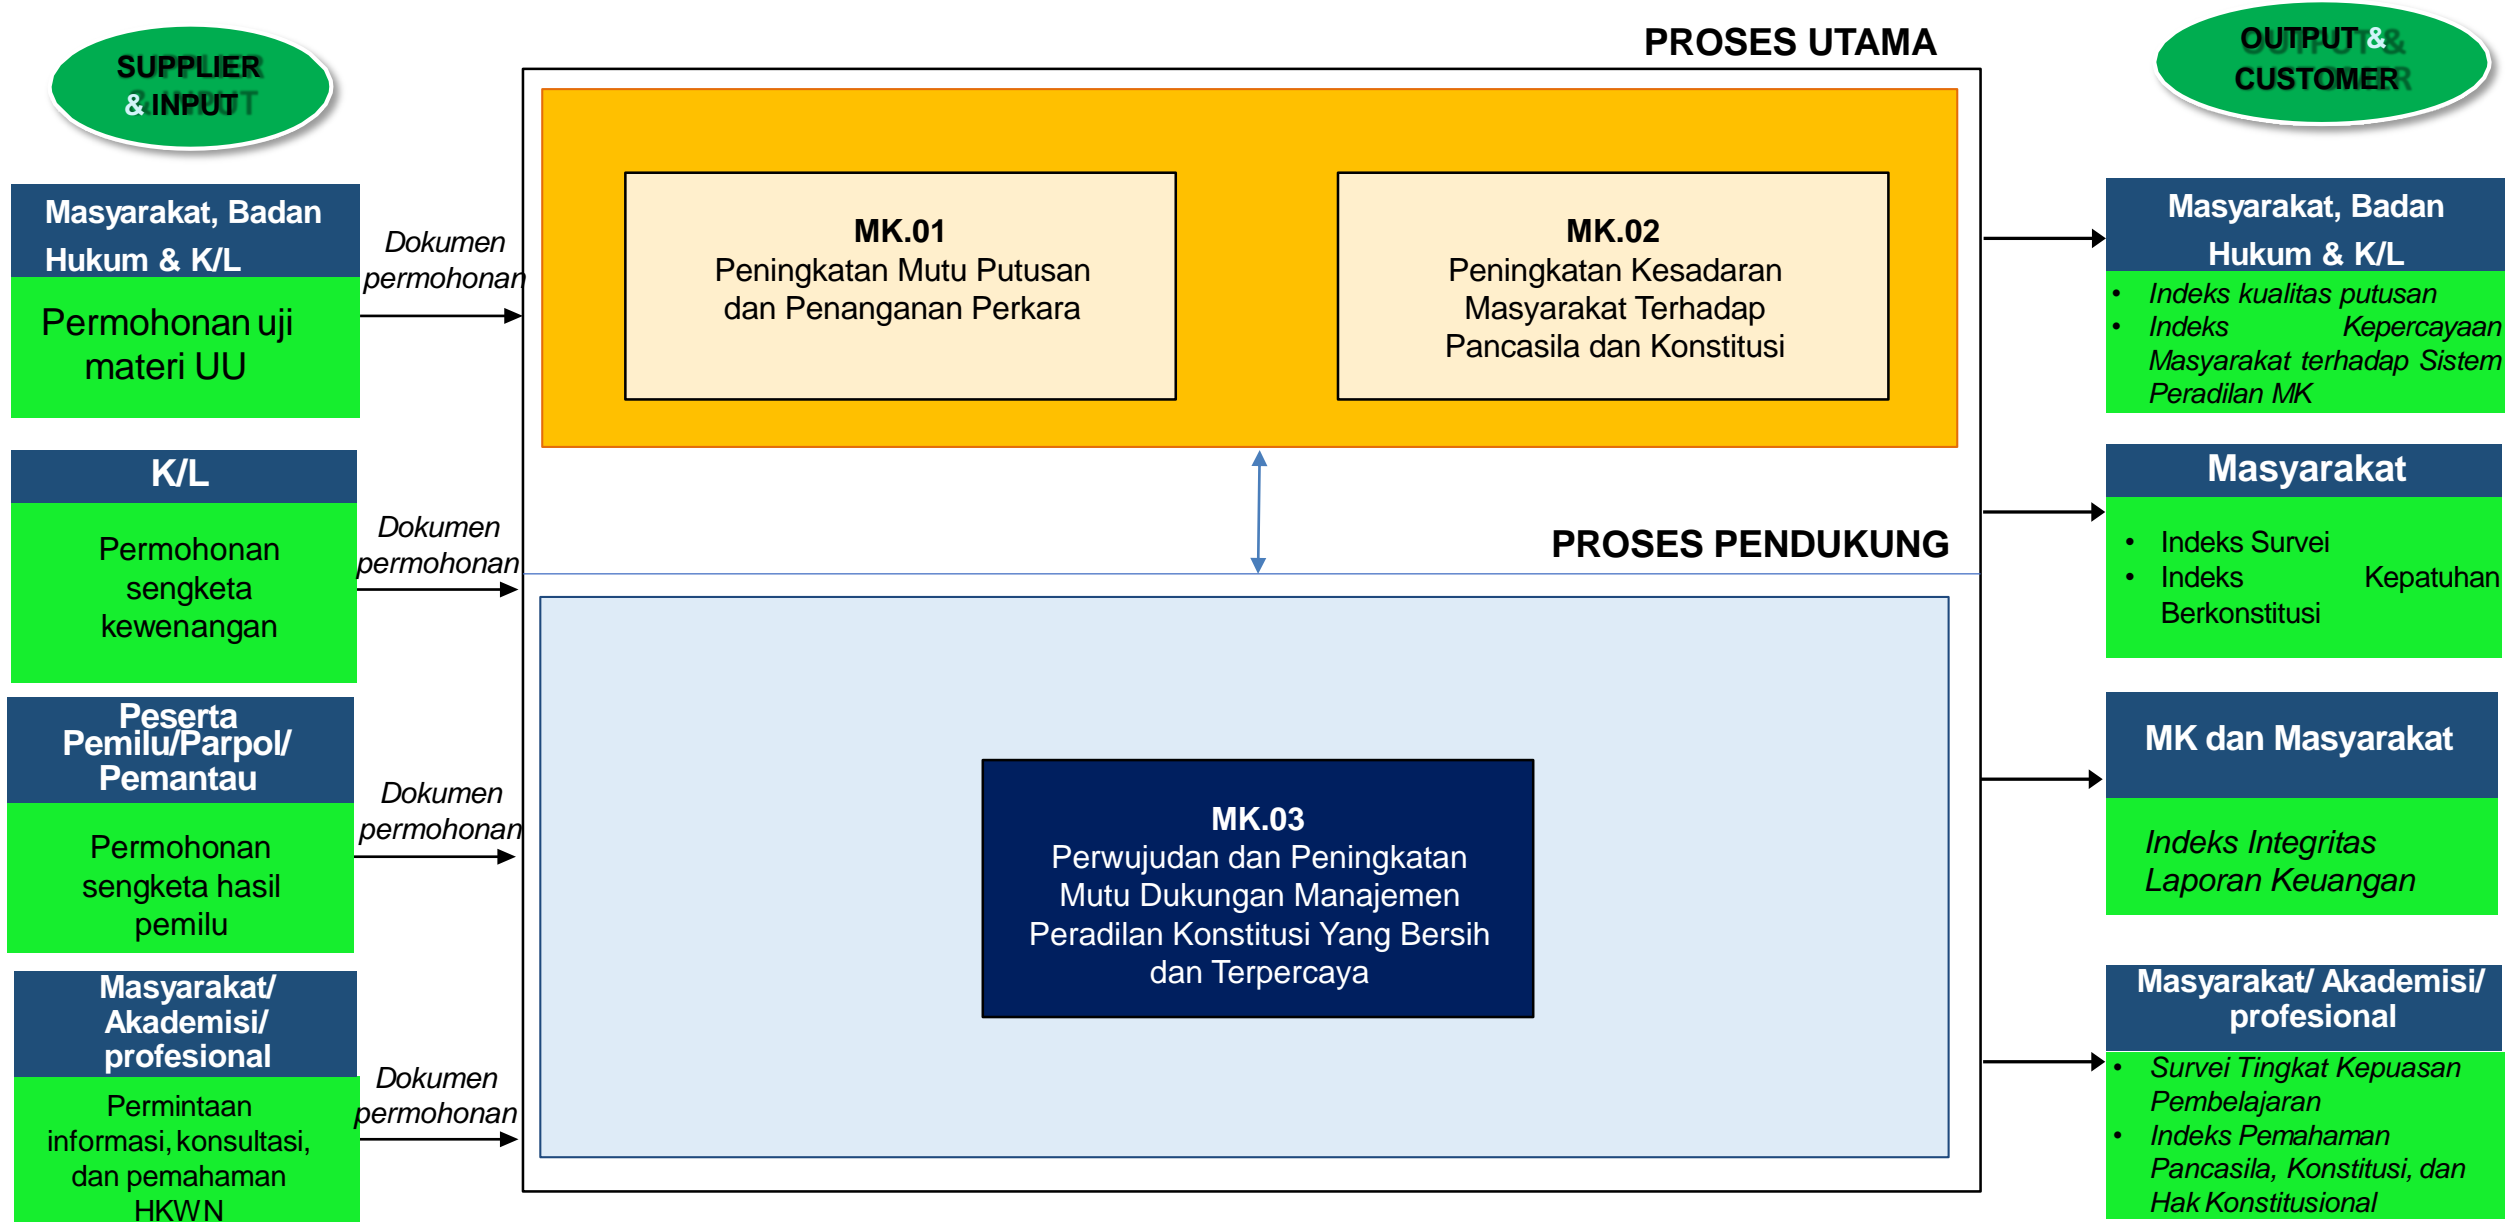 SUPPLIER
& INPUT
Masyarakat, Badan
Hukum & K/L
Permohonan uji
materi UU
K/L
Permohonan
sengketa
kewenangan
Peserta
Pemilu/Parpol/
Pemantau
Permohonan
sengketa hasil
pemilu
Masyarakat/
Akademisi/
profesional
Permintaan
informasi, konsultasi,
dan pemahaman
HKWN
Dokumen
permohonan
Dokumen
permohonan
Dokumen
permohonan
Dokumen
permohonan
PROSES UTAMA
MK.01
Peningkatan Mutu Putusan
dan Penanganan Perkara
MK.02
Peningkatan Kesadaran
Masyarakat Terhadap
Pancasila dan Konstitusi
PROSES PENDUKUNG
MK.03
Perwujudan dan Peningkatan
Mutu Dukungan Manajemen
Peradilan Konstitusi Yang Bersih
dan Terpercaya
OUTPUT &
CUSTOMER
Masyarakat, Badan
Hukum & K/L
• Indeks kualitas putusan
• Indeks Kepercayaan
Masyarakat terhadap Sistem
Peradilan MK
Masyarakat
• Indeks Survei
• Indeks Kepatuhan
Berkonstitusi
MK dan Masyarakat
Indeks Integritas
Laporan Keuangan
Masyarakat/ Akademisi/
profesional
• Survei Tingkat Kepuasan
Pembelajaran
• Indeks Pemahaman
Pancasila, Konstitusi, dan
Hak Konstitusional